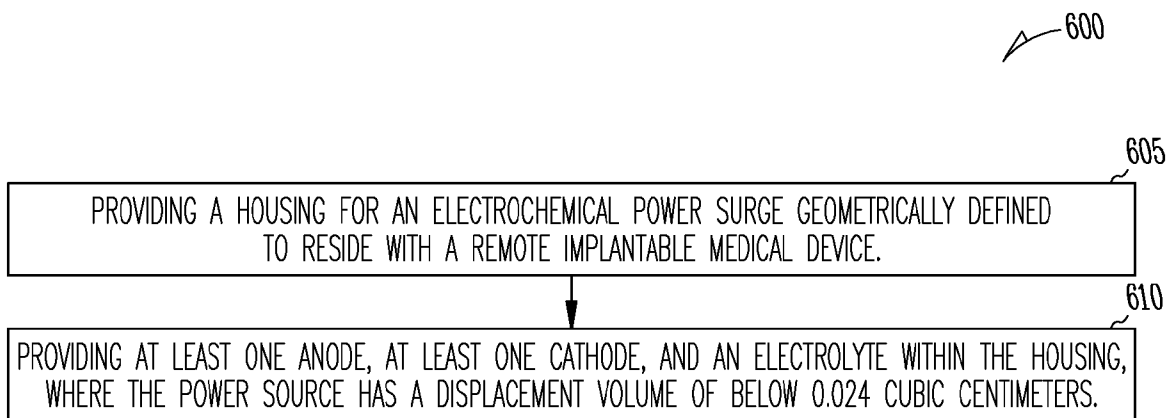 600
605
PROVIDING A HOUSING FOR AN ELECTROCHEMICAL POWER SURGE GEOMETRICALLY DEFINED
TO RESIDE WITH A REMOTE IMPLANTABLE MEDICAL DEVICE.
610
PROVIDING AT LEAST ONE ANODE, AT LEAST ONE CATHODE, AND AN ELECTROLYTE WITHIN THE HOUSING,
WHERE THE POWER SOURCE HAS A DISPLACEMENT VOLUME OF BELOW 0.024 CUBIC CENTIMETERS.